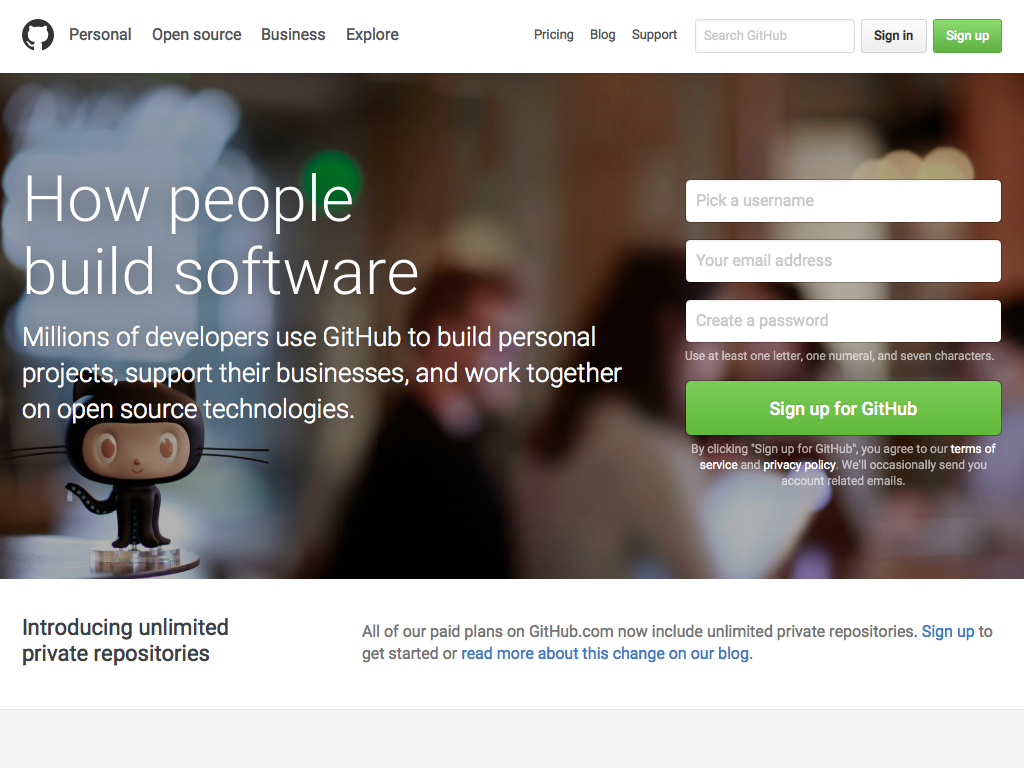 Personal Open source Business Explore Pricing Blog Support Search GitHub Sign in Sign up
How people
build software
Millions of developers use GitHub to build personal
projects, support their businesses, and work together
on open source technologies.
Pick a username
Your email address
Create a password
Use at least one letter, one numeral, and seven characters.
Sign up for GitHub
By clicking "Sign up for GitHub", you agree to our terms of
service and privacy policy. We'll occasionally send you
account related emails.
Introducing unlimited
private repositories
All of our paid plans on GitHub.com now include unlimited private repositories. Sign up to
get started or read more about this change on our blog.